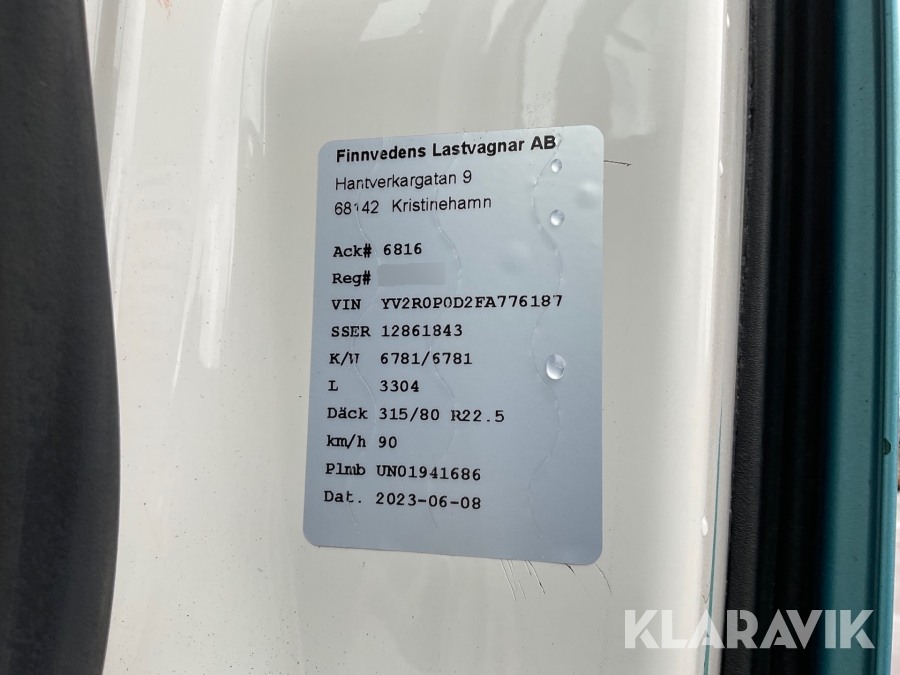 Finnvedens Lastvagnar AB
Hantverkargatan 9
68142 Kristinehamn
Ack# 6816
Reg#
VIN YV2R0P0D2FA776187
SSER 12861843
K/W 6781/6781
L 3304
Däck 315/80 R22.5
km/h 90
Plmb UN01941686
Dat. 2023-06-08
KLARAVIK